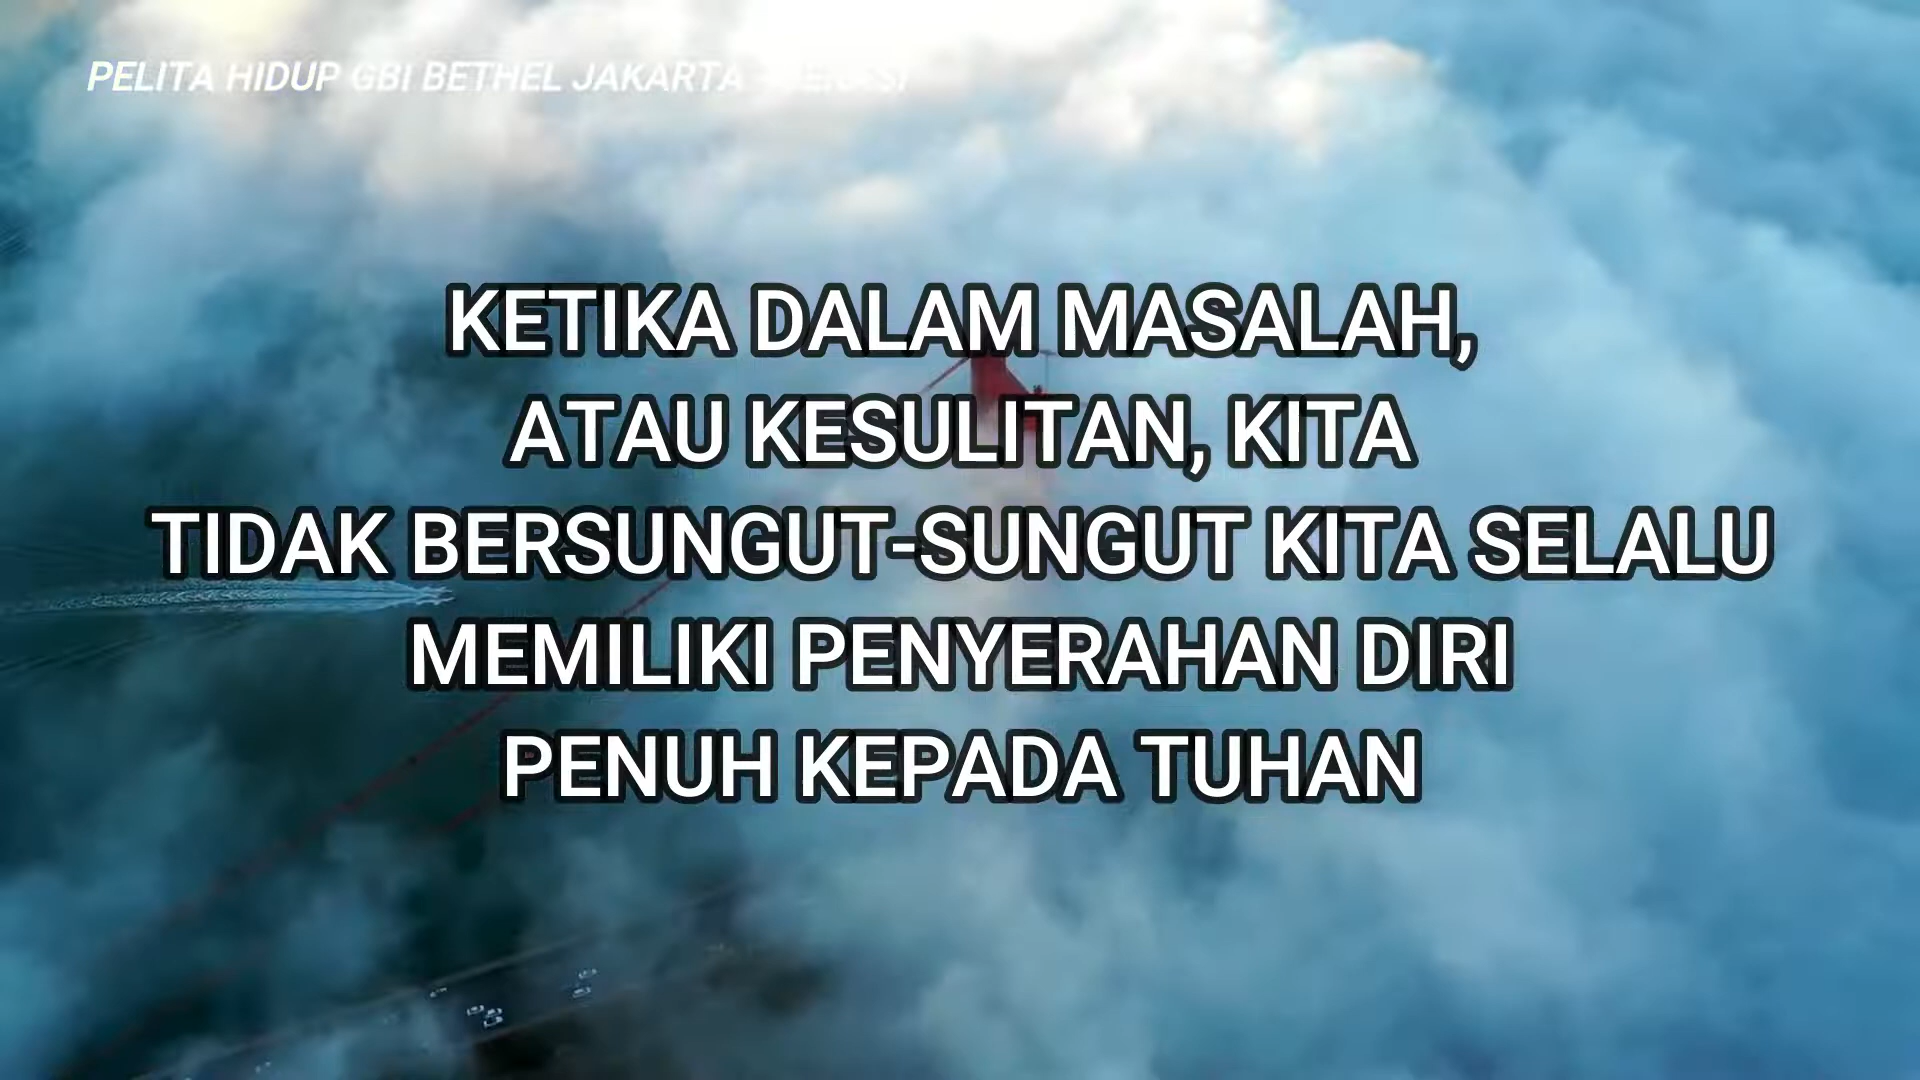 PELITA HIDUP GBI BETHEL JAKARTA
KETIKA DALAM MASALAH,
ATAU KESULITAN, KITA
TIDAK BERSUNGUT-SUNGUT KITA SELALU
MEMILIKI PENYERAHAN DIRI
PENUH KEPADA TUHAN